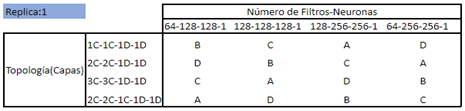 Replica:1
Número de Filtros-Neuronas
64-128-128-1 128-128-128-1 128-256-256-1 64-256-256-1
Topología(Capas)
1C-1C-1D-1D B C A D
2C-2C-1D-1D D B C A
3C-3C-1D-1D C A D B
2C-2C-1C-1D-1D A D B C